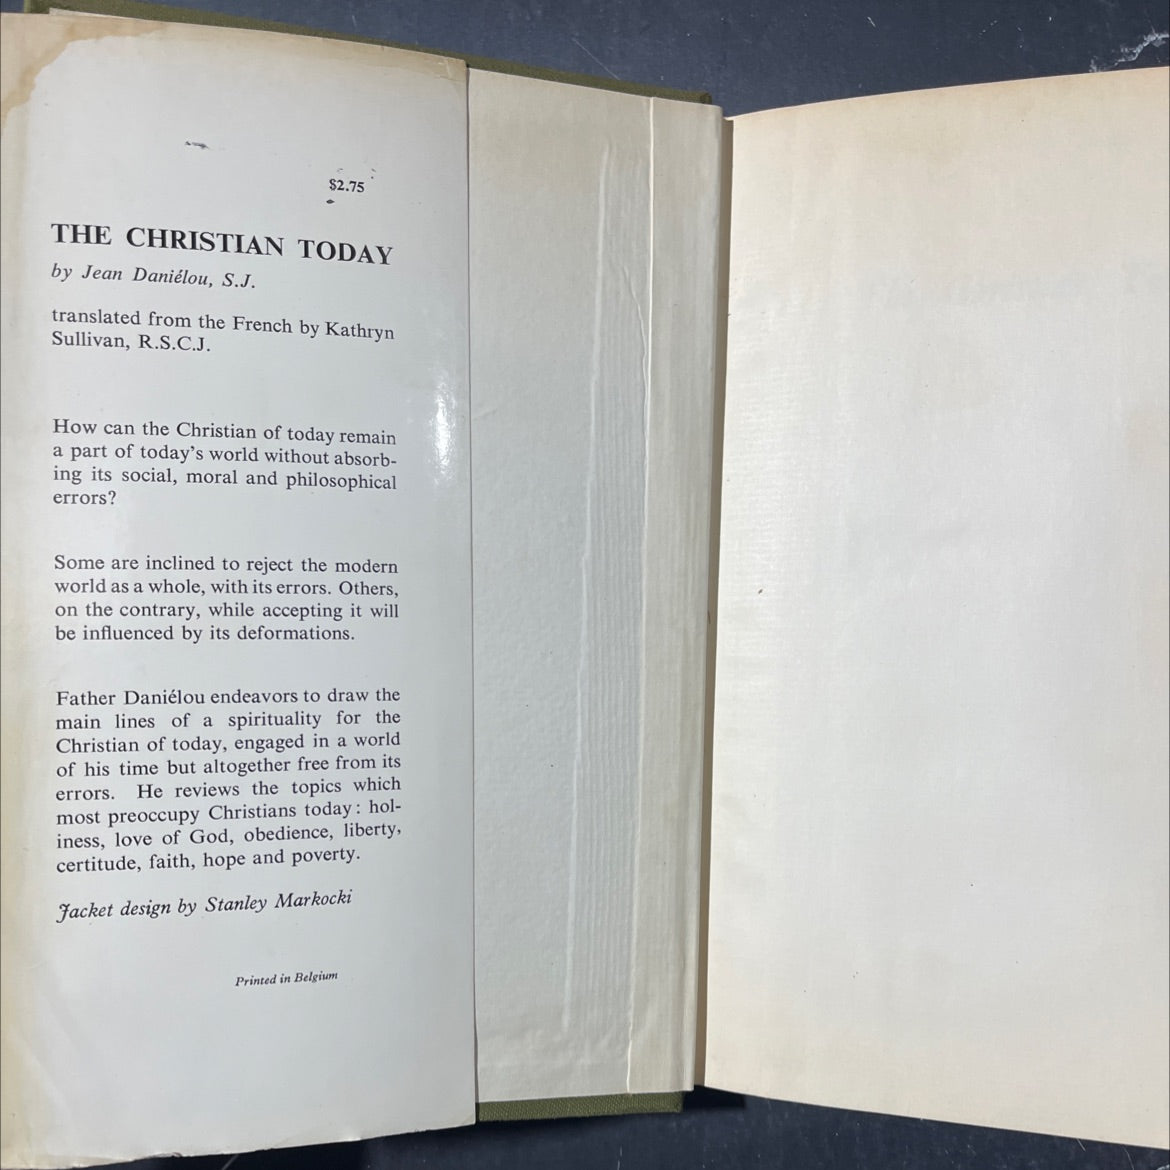 $2.75
THE CHRISTIAN TODAY
by Jean Daniélou, S.J.
translated from the French by Kathryn
Sullivan, R.S.C.J.
How can the Christian of today remain
a part of today's world without absorb-
ing its social, moral and philosophical
errors?
Some are inclined to reject the modern
world as a whole, with its errors. Others,
on the contrary, while accepting it will
be influenced by its deformations.
Father Daniélou endeavors to draw the
main lines of a spirituality for the
Christian of today, engaged in a world
of his time but altogether free from its
errors. He reviews the topics which
most preoccupy Christians today: hol-
iness, love of God, obedience, liberty,
certitude, faith, hope and poverty.
Jacket design by Stanley Markocki
Printed in Belgium